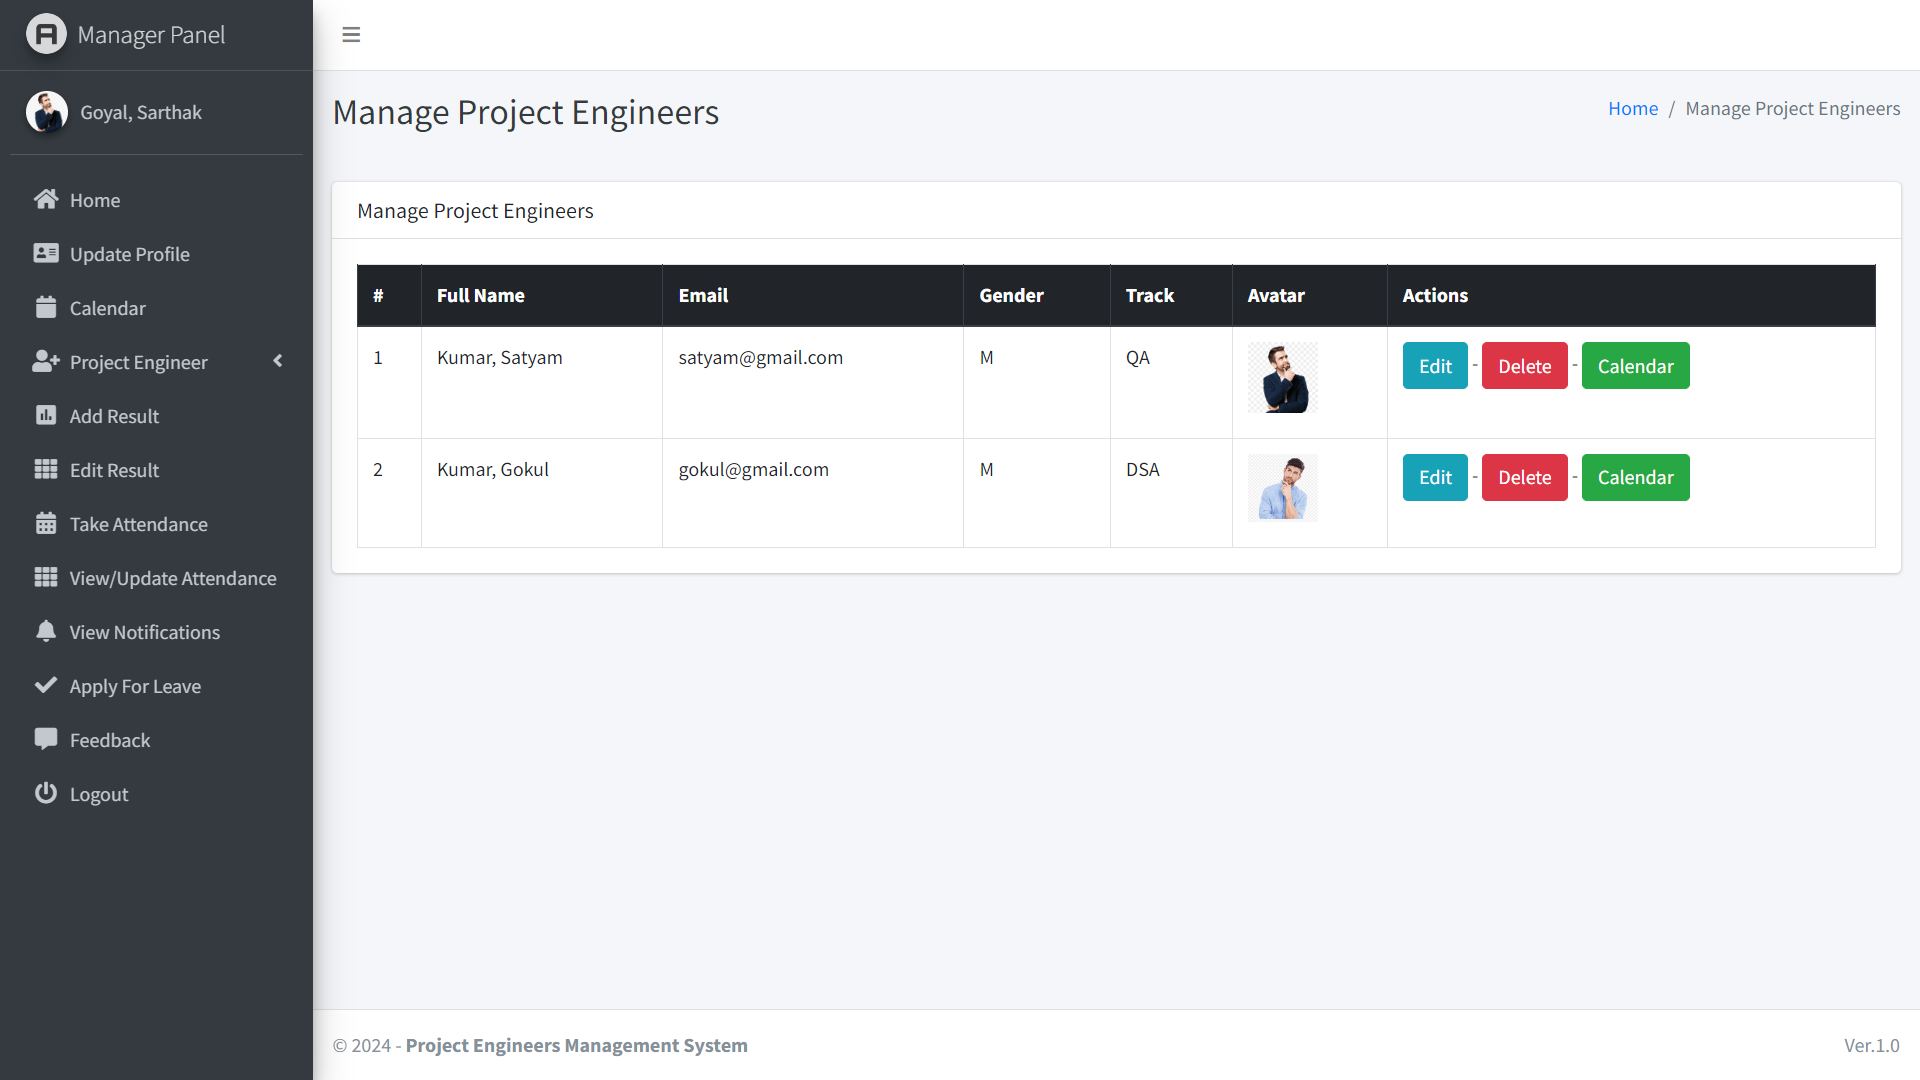 Manager Panel
Goyal, Sarthak
Home
Update Profile
Calendar
Project Engineer
Add Result
Edit Result
Take Attendance
View/Update Attendance
View Notifications
Apply For Leave
Feedback
Logout
Manage Project Engineers
Home / Manage Project Engineers
Manage Project Engineers
# Full Name Email Gender Track Avatar Actions
1 Kumar, Satyam satyam@gmail.com M QA Edit - Delete - Calendar
2 Kumar, Gokul gokul@gmail.com M DSA Edit - Delete - Calendar
© 2024 - Project Engineers Management System
Ver.1.0